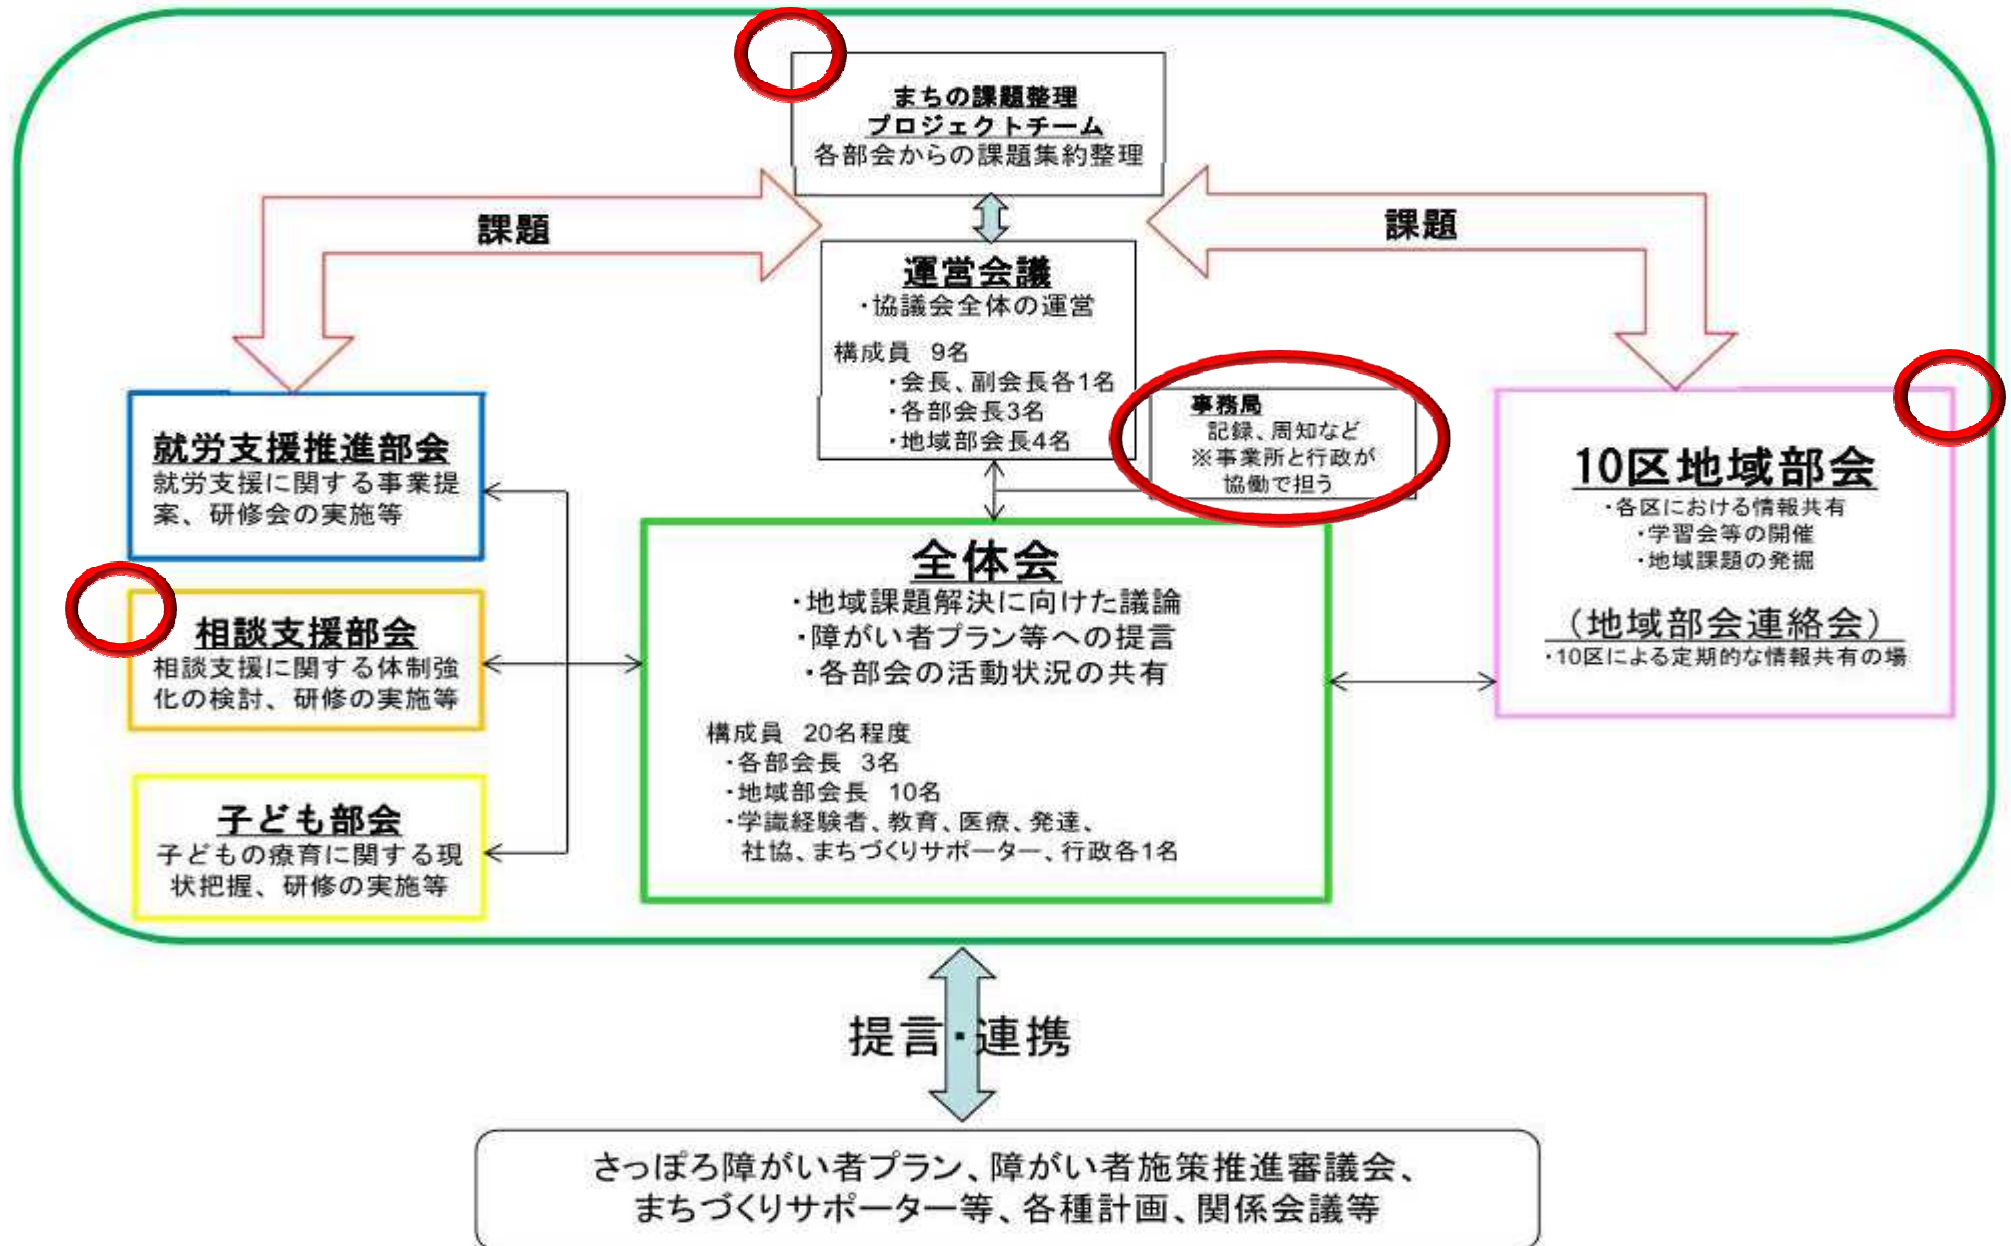 まちの課題整理
プロジェクトチーム
各部会からの課題集約整理
課題
課題
運営会議
・協議会全体の運営
構成員 9名
・会長、副会長各1名
・各部会長3名
・地域部会長4名
事務局
記録、周知など
※事業所と行政が
協働で担う
就労支援推進部会
就労支援に関する事業提
案、研修会の実施等
相談支援部会
相談支援に関する体制強
化の検討、研修の実施等
子ども部会
子どもの療育に関する現
状把握、研修の実施等
全体会
・地域課題解決に向けた議論
・障がい者プラン等への提言
・各部会の活動状況の共有
構成員 20名程度
・各部会長 3名
・地域部会長 10名
・学識経験者、教育、医療、発達、
社協、まちづくりサポーター、行政各1名
10区地域部会
・各区における情報共有
・学習会等の開催
・地域課題の発掘
（地域部会連絡会）
・10区による定期的な情報共有の場
提言・連携
さっぽろ障がい者プラン、障がい者施策推進審議会、
まちづくりサポーター等、各種計画、関係会議等